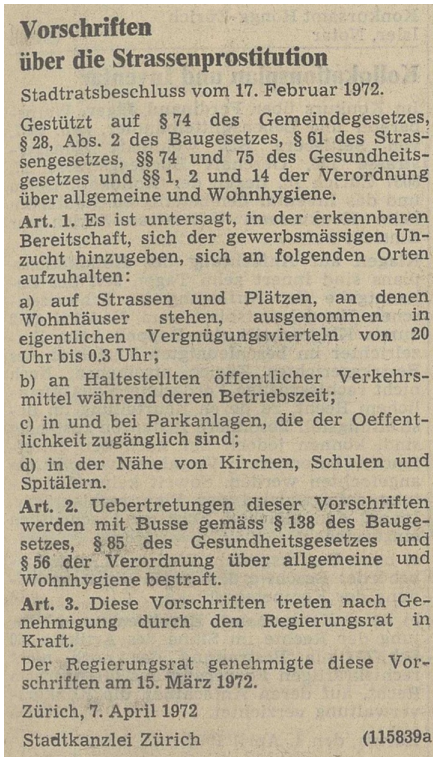 Vorschriften
über die Strassenprostitution
Stadtratsbeschluss vom 17. Februar 1972.
Gestützt auf § 74 des Gemeindegesetzes,
§ 28, Abs. 2 des Baugesetzes, § 61 des Stras-
sengesetzes, §§ 74 und 75 des Gesundheits-
gesetzes und §§ 1, 2 und 14 der Verordnung
über allgemeine und Wohnhygiene.
Art. 1. Es ist untersagt, in der erkennbaren
Bereitschaft, sich der gewerbsmässigen Un-
zucht hinzugeben, sich an folgenden Orten
aufzuhalten:
a) auf Strassen und Plätzen, an denen
Wohnhäuser stehen, ausgenommen in
eigentlichen Vergnügungsvierteln von 20
Uhr bis 0.3 Uhr;
b) an Haltestellten öffentlicher Verkehrs-
mittel während deren Betriebszeit;
c) in und bei Parkanlagen, die der Oeffent-
lichkeit zugänglich sind;
d) in der Nähe von Kirchen, Schulen und
Spitälern.
Art. 2. Uebertretungen dieser Vorschriften
werden mit Busse gemäss § 138 des Bauge-
setzes, § 85 des Gesundheitsgesetzes und
§ 56 der Verordnung über allgemeine und
Wohnhygiene bestraft.
Art. 3. Diese Vorschriften treten nach Ge-
nehmigung durch den Regierungsrat in
Kraft.
Der Regierungsrat genehmigte diese Vor-
schriften am 15. März 1972.
Zürich, 7. April 1972
Stadtkanzlei Zürich (115839a